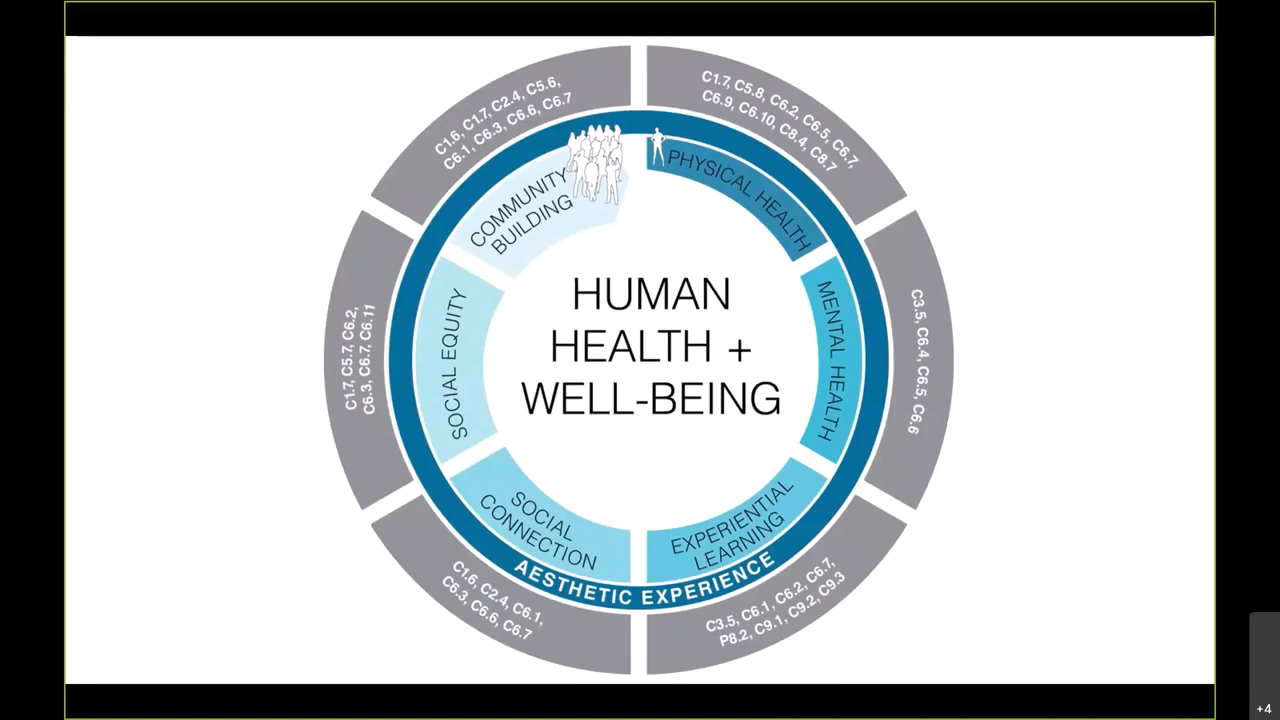 C1.6, C1.7, C2.4, C5.6,
C6.1, C6.3, C6.6, C6.7
C1.7, C5.8, C6.2, C6.5, C6.7,
C6.9, C6.10, C8.4, C8.7
COMMUNITY
BUILDING
PHYSICAL HEALTH
C1.7, C5.7, C6.2,
C6.3, C6.7, C6.11
SOCIAL EQUITY
HUMAN
HEALTH +
WELL-BEING
MENTAL HEALTH
C3.5, C6.4, C6.5, C6.6
SOCIAL
CONNECTION
EXPERIENTIAL
LEARNING
AESTHETIC EXPERIENCE
C1.6, C2.4, C6.1,
C6.3, C6.6, C6.7
C3.5, C6.1, C6.2, C6.7,
P8.2, C9.1, C9.2, C9.3
+4